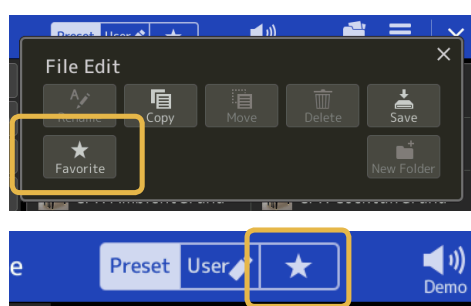 Preset User
File Edit
Rename Copy Move Delete Save
Favorite New Folder
e Preset User
Demo